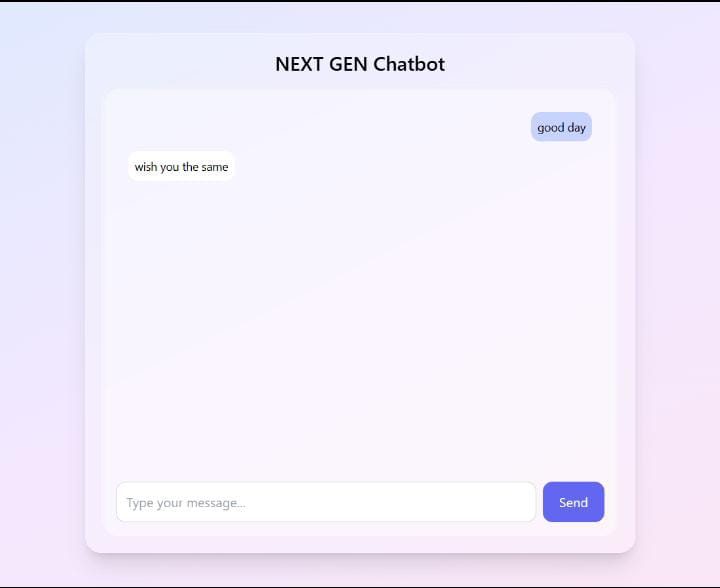 NEXT GEN Chatbot
good day
wish you the same
Type your message...
Send